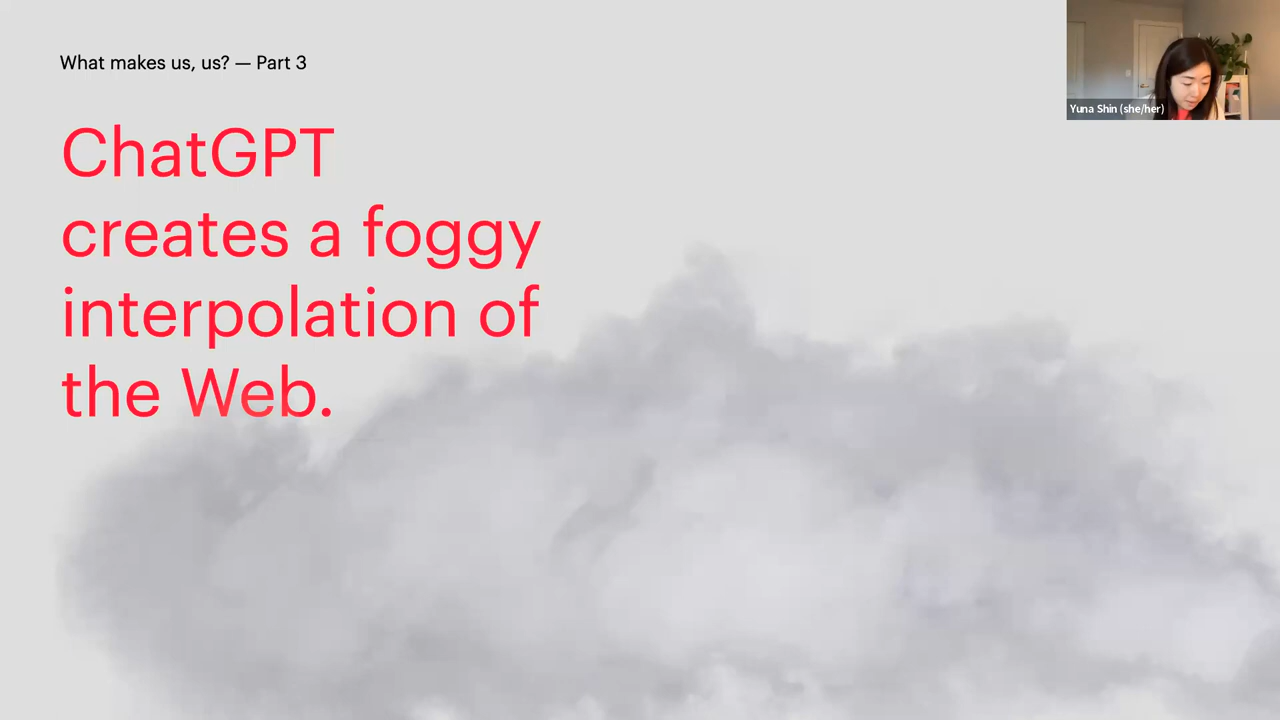 What makes us, us? — Part 3
ChatGPT
creates a foggy
interpolation of
the Web.
Yuna Shin (she/her)